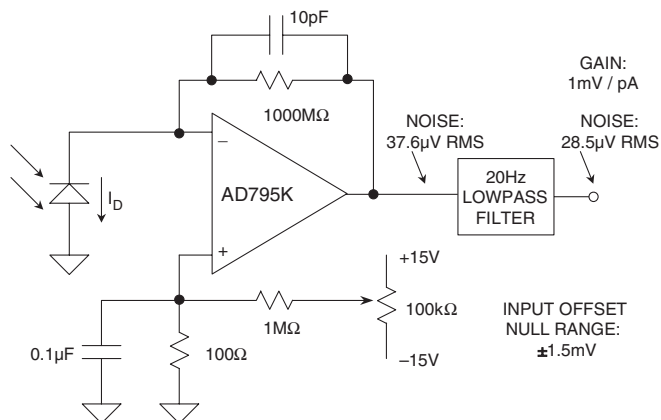 10pF
1000MΩ
GAIN:
1mV / pA
NOISE:
37.6µV RMS
NOISE:
28.5µV RMS
–
AD795K
+
I_D
20Hz
LOWPASS
FILTER
+15V
100kΩ
–15V
1MΩ
0.1µF
100Ω
INPUT OFFSET
NULL RANGE:
±1.5mV